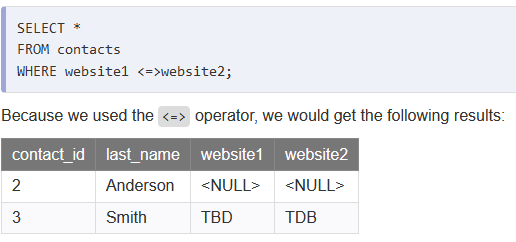 SELECT *
FROM contacts
WHERE website1 <=>website2;
Because we used the <=> operator, we would get the following results:
contact_id last_name website1 website2
2 Anderson <NULL> <NULL>
3 Smith TBD TDB